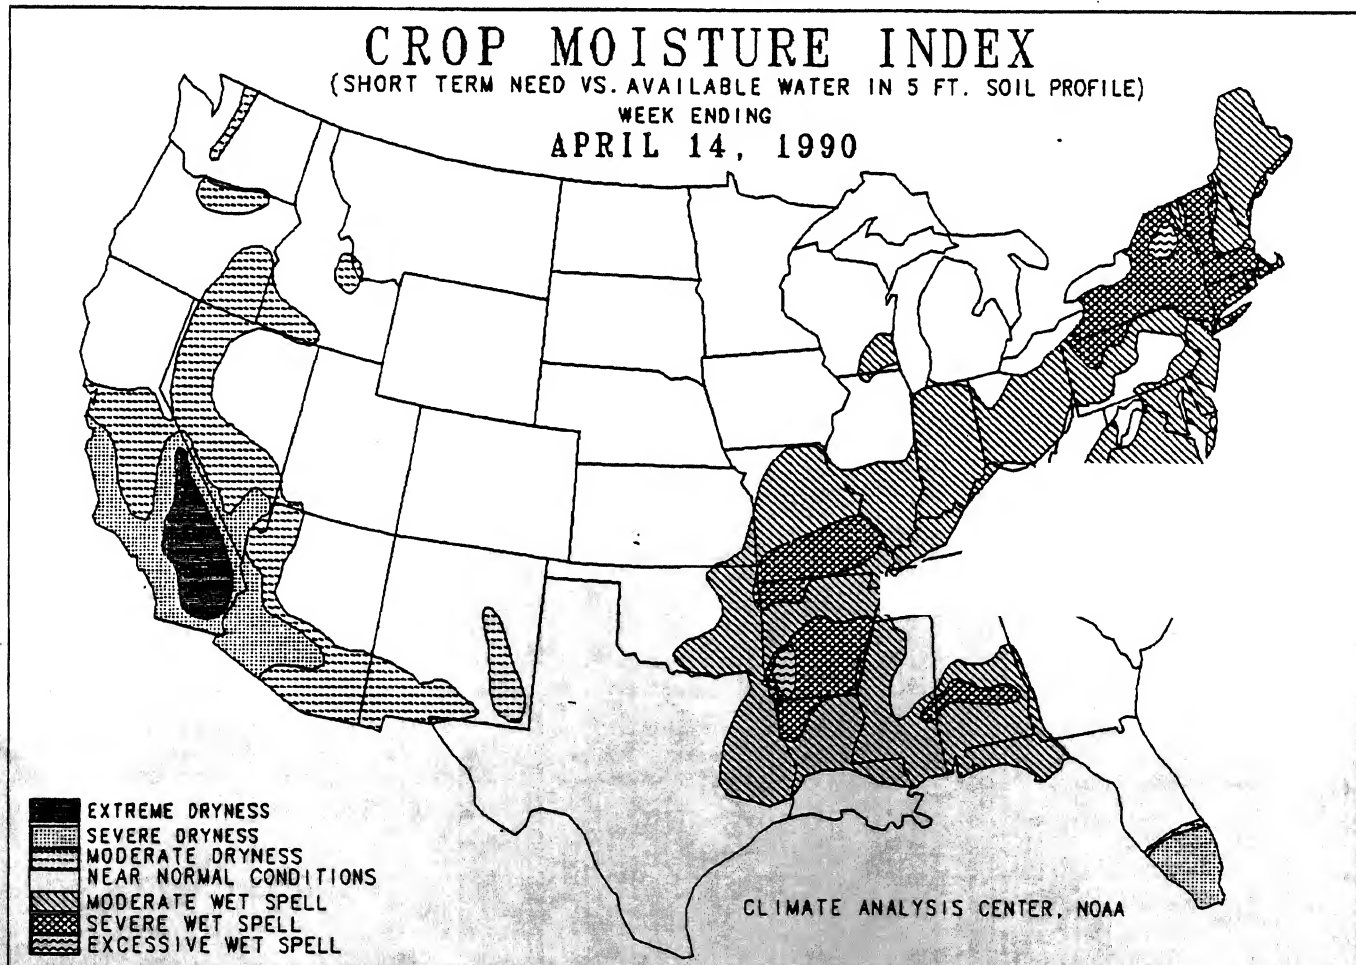 CROP MOISTURE INDEX
(SHORT TERM NEED VS. AVAILABLE WATER IN 5 FT. SOIL PROFILE)
WEEK ENDING
APRIL 14, 1990
EXTREME DRYNESS
SEVERE DRYNESS
MODERATE DRYNESS
NEAR NORMAL CONDITIONS
MODERATE WET SPELL
SEVERE WET SPELL
EXCESSIVE WET SPELL
CLIMATE ANALYSIS CENTER, NOAA